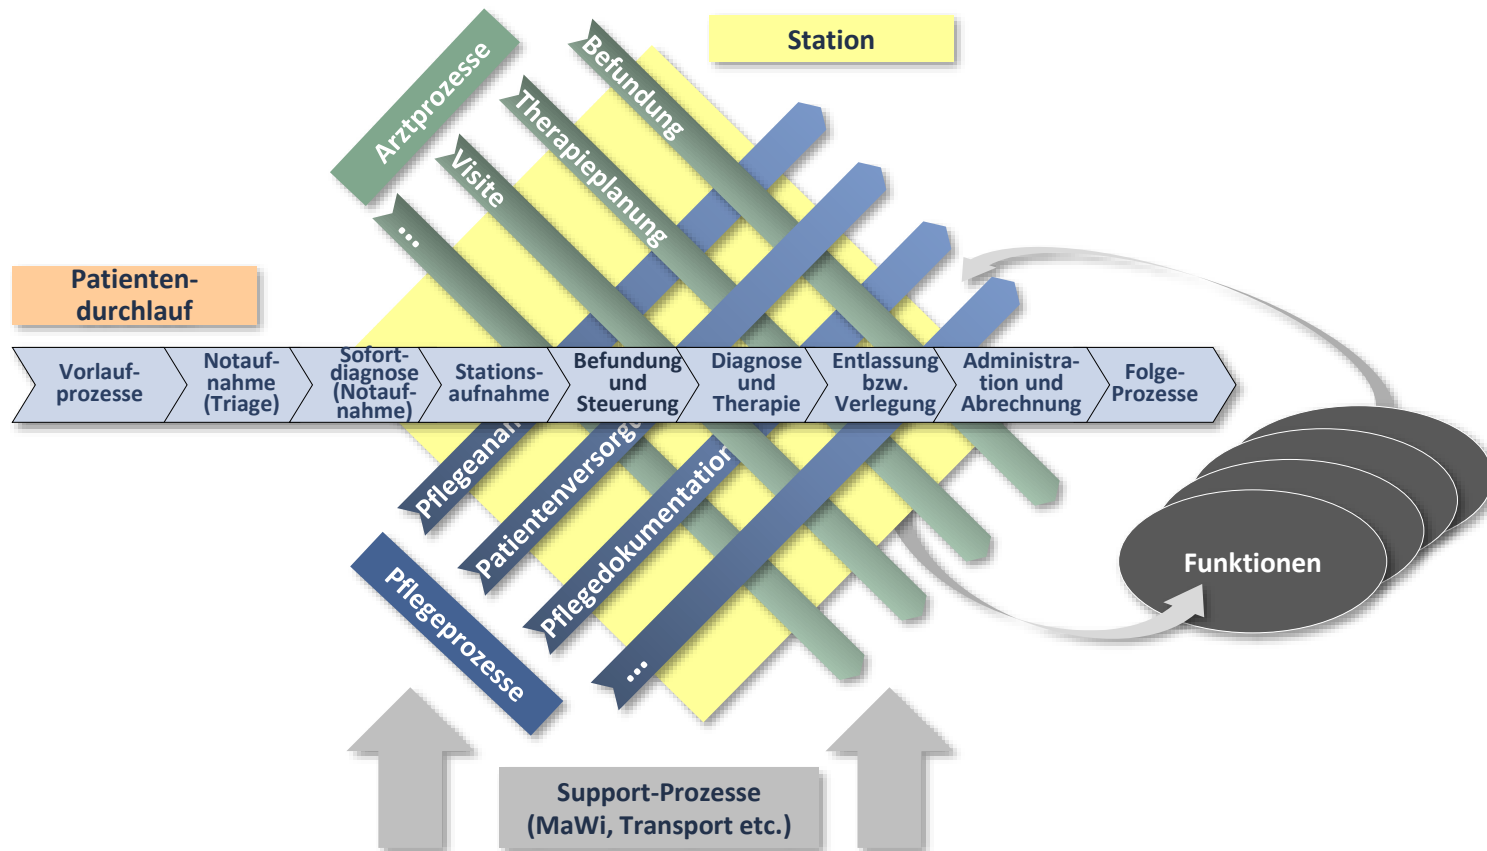 Station
Arztprozesse
Befundung
Therapieplanung
Visite
...
Patienten-
durchlauf
Vorlauf-
prozesse
Notauf-
nahme
(Triage)
Sofort-
diagnose
(Notauf-
nahme)
Stations-
aufnahme
Befundung
und
Steuerung
Diagnose
und
Therapie
Entlassung
bzw.
Verlegung
Administra-
tion und
Abrechnung
Folge-
Prozesse
Patientenversorg
Pflegedokumentation
...
Pflegeprozesse
Funktionen
Support-Prozesse
(MaWi, Transport etc.)